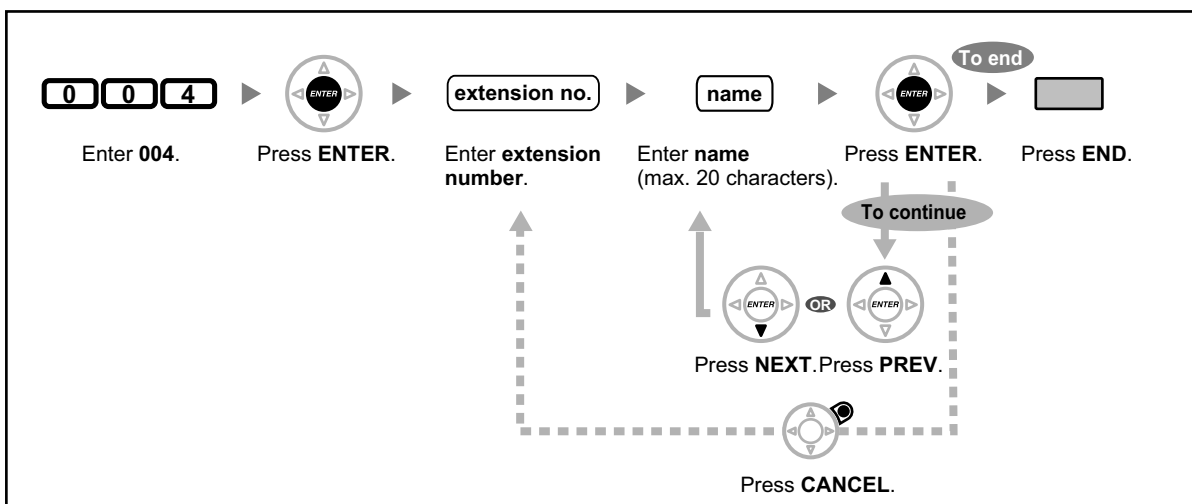 To end
0 0 4
ENTER
extension no.
name
ENTER
Enter 004.
Press ENTER.
Enter extension
number.
Enter name
(max. 20 characters).
Press ENTER.
Press END.
To continue
ENTER
OR
ENTER
Press NEXT.
Press PREV.
Press CANCEL.